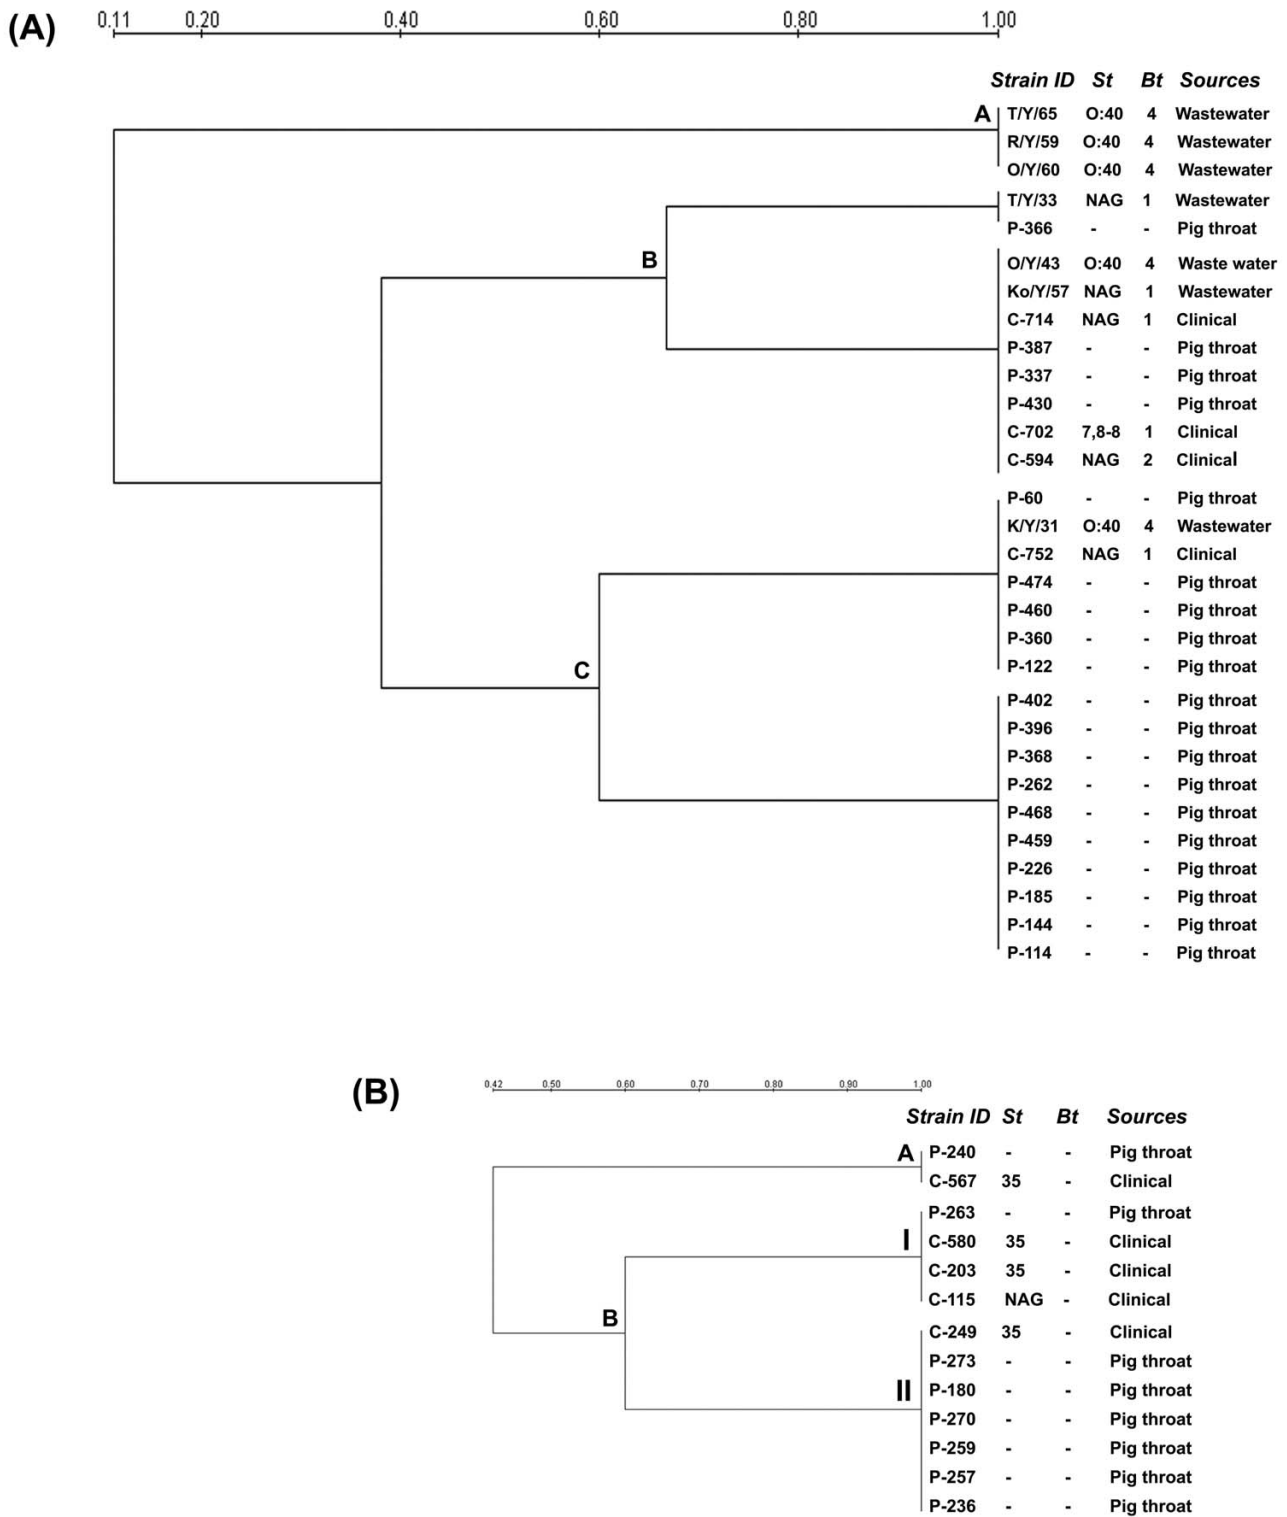 (A)
0.11 0.20 0.40 0.60 0.80 1.00
Strain ID St Bt Sources
A T/Y/65 O:40 4 Wastewater
R/Y/59 O:40 4 Wastewater
O/Y/60 O:40 4 Wastewater
T/Y/33 NAG 1 Wastewater
P-366 - - Pig throat
B
O/Y/43 O:40 4 Waste water
Ko/Y/57 NAG 1 Wastewater
C-714 NAG 1 Clinical
P-387 - - Pig throat
P-337 - - Pig throat
P-430 - - Pig throat
C-702 7,8-8 1 Clinical
C-594 NAG 2 Clinical
P-60 - - Pig throat
K/Y/31 O:40 4 Wastewater
C-752 NAG 1 Clinical
P-474 - - Pig throat
P-460 - - Pig throat
P-360 - - Pig throat
C P-122 - - Pig throat
P-402 - - Pig throat
P-396 - - Pig throat
P-368 - - Pig throat
P-262 - - Pig throat
P-468 - - Pig throat
P-459 - - Pig throat
P-226 - - Pig throat
P-185 - - Pig throat
P-144 - - Pig throat
P-114 - - Pig throat
(B)
0.42 0.50 0.60 0.70 0.80 0.90 1.00
Strain ID St Bt Sources
A P-240 - - Pig throat
C-567 35 - Clinical
P-263 - - Pig throat
I C-580 35 - Clinical
C-203 35 - Clinical
C-115 NAG - Clinical
B C-249 35 - Clinical
P-273 - - Pig throat
II P-180 - - Pig throat
P-270 - - Pig throat
P-259 - - Pig throat
P-257 - - Pig throat
P-236 - - Pig throat